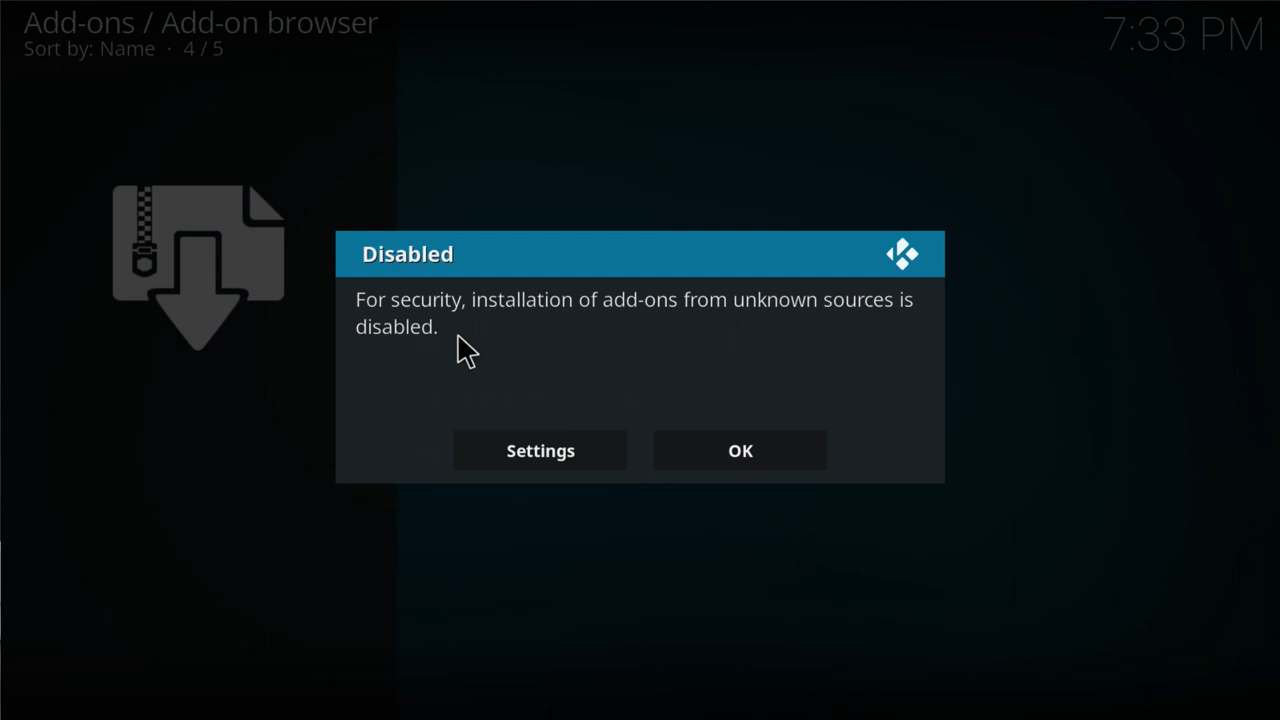 Add-ons / Add-on browser
Sort by: Name · 4 / 5
7:33 PM
Disabled
For security, installation of add-ons from unknown sources is
disabled.
Settings
OK